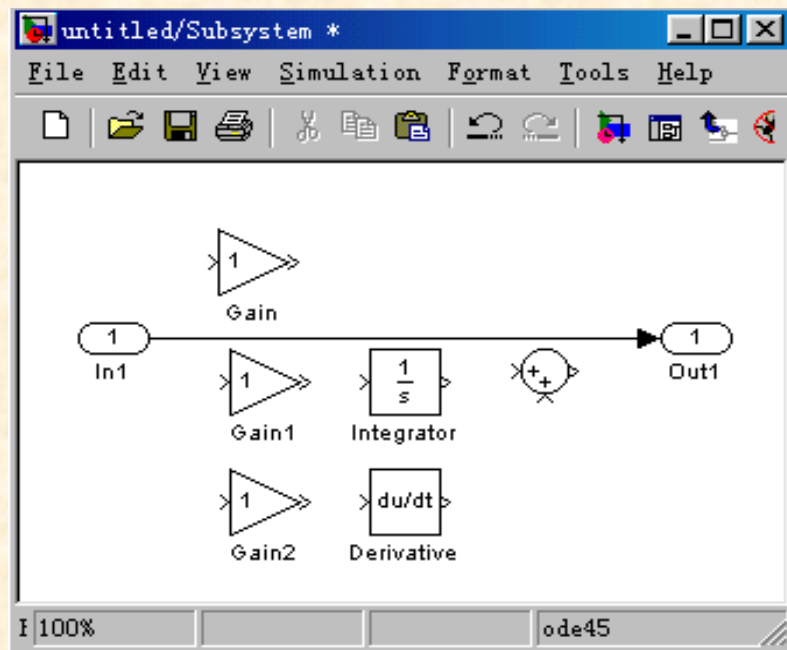 untitled/Subsystem *
File Edit View Simulation Format Tools Help
1
Gain
1
In1
1
Out1
1
Gain1
1
s
Integrator
+
+
1
Gain2
du/dt
Derivative
100%
ode45